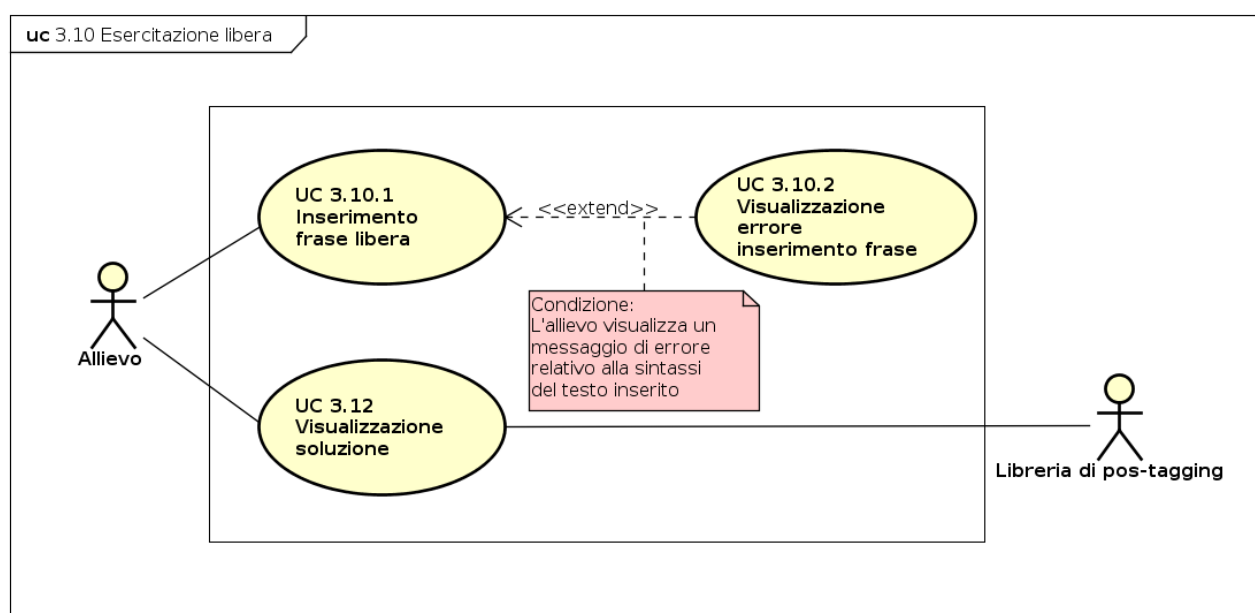 uc 3.10 Esercitazione libera
UC 3.10.1
Inserimento
frase libera
<<extend>>
UC 3.10.2
Visualizzazione
errore
inserimento frase
Condizione:
L'allievo visualizza un
messaggio di errore
relativo alla sintassi
del testo inserito
Allievo
UC 3.12
Visualizzazione
soluzione
Libreria di pos-tagging